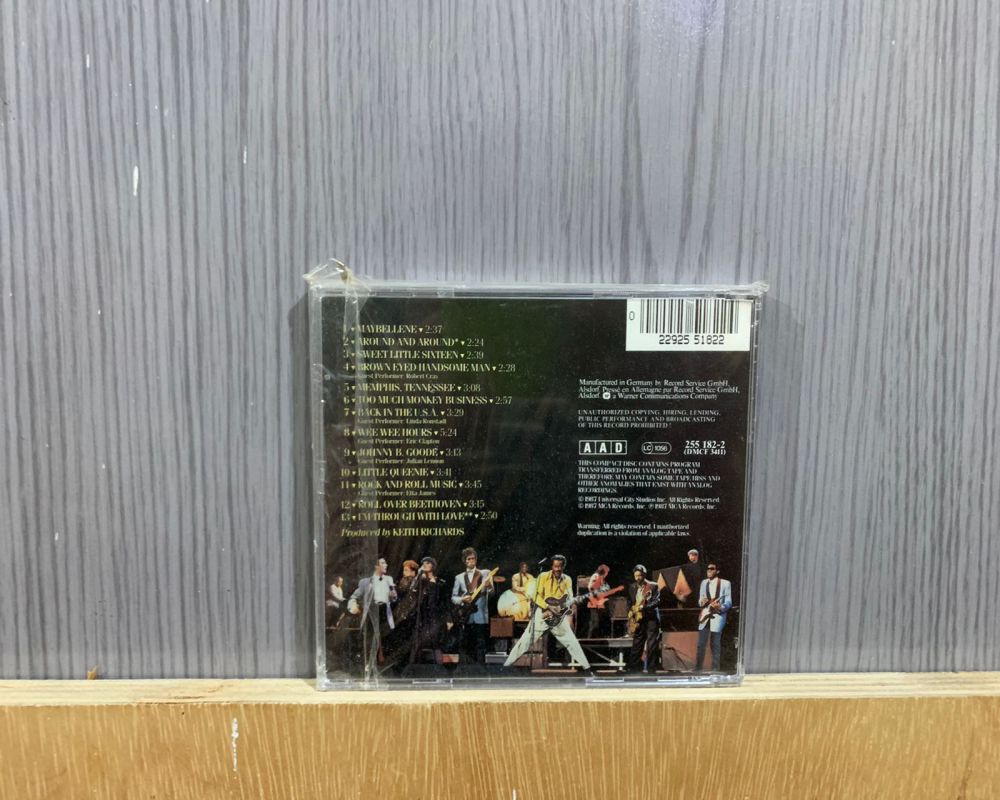 1 ♥ MAYBELLENE ♥ 2:37
2 ♥ AROUND AND AROUND* ♥ 2:24
3 ♥ SWEET LITTLE SIXTEEN ♥ 2:39
4 ♥ BROWN EYED HANDSOME MAN ♥ 2:28
Guest Performer: Robert Cray
5 ♥ MEMPHIS, TENNESSEE ♥ 3:08
6 ♥ TOO MUCH MONKEY BUSINESS ♥ 2:57
7 ♥ BACK IN THE U.S.A. ♥ 3:29
Guest Performer: Linda Ronstadt
8 ♥ WEE WEE HOURS ♥ 5:24
Guest Performer: Eric Clapton
9 ♥ JOHNNY B. GOODE ♥ 3:13
Guest Performer: Julian Lennon
10 ♥ LITTLE QUEENIE ♥ 3:41
11 ♥ ROCK AND ROLL MUSIC ♥ 3:45
Guest Performer: Etta James
12 ♥ ROLL OVER BEETHOVEN ♥ 3:15
13 ♥ I'M THROUGH WITH LOVE** ♥ 2:50
Produced by KEITH RICHARDS
0
22925 51822
Manufactured in Germany by Record Service GmbH,
Alsdorf. Pressé en Allemagne par Record Service GmbH,
Alsdorf. a Warner Communications Company
UNAUTHORIZED COPYING, HIRING, LENDING,
PUBLIC PERFORMANCE AND BROADCASTING
OF THIS RECORD PROHIBITED!
AAD LC 1056 255 182-2
(DMCF 3411)
THIS COMPACT DISC CONTAINS PROGRAM
TRANSFERRED FROM ANALOG TAPE AND
THEREFORE MAY CONTAIN SOME TAPE HISS AND
OTHER ANOMALIES THAT EXIST WITH ANALOG
RECORDINGS.
© 1987 Universal City Studios Inc. All Rights Reserved.
© 1987 MCA Records, Inc. ℗ 1987 MCA Records, Inc.
Warning: All rights reserved. Unauthorized
duplication is a violation of applicable laws.